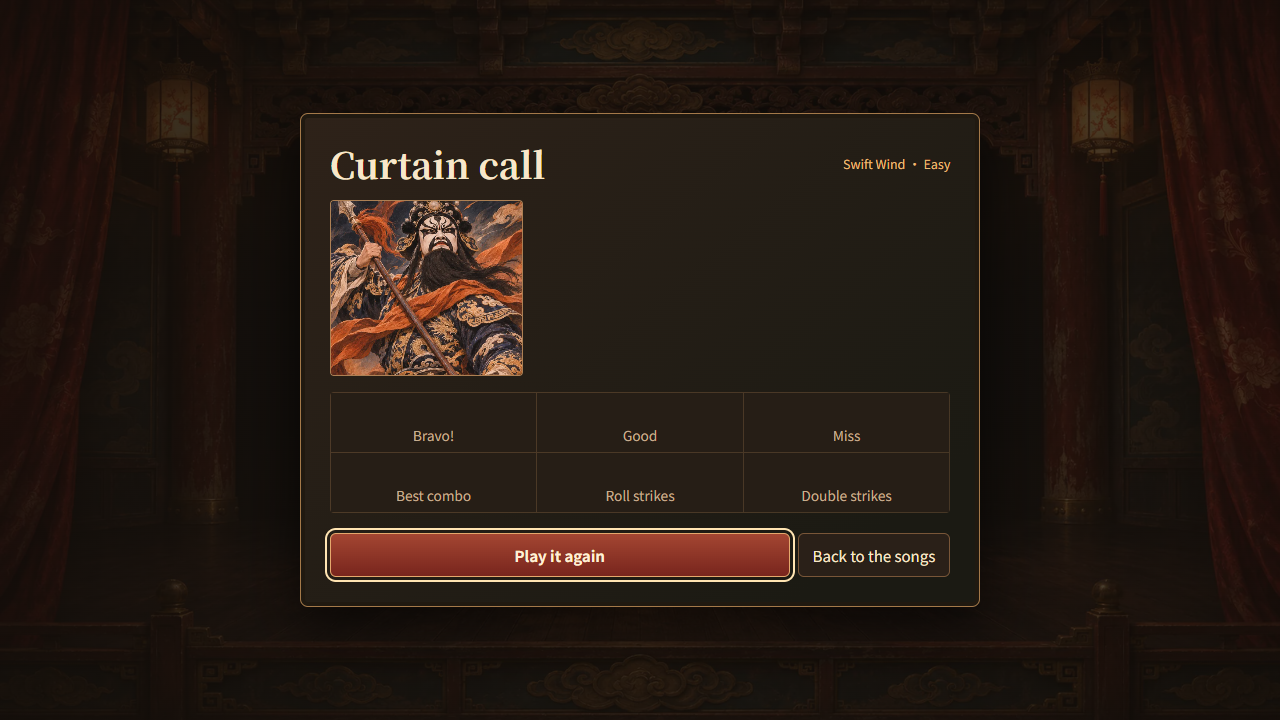 Curtain call
Swift Wind • Easy
Bravo!
Good
Miss
Best combo
Roll strikes
Double strikes
Play it again
Back to the songs